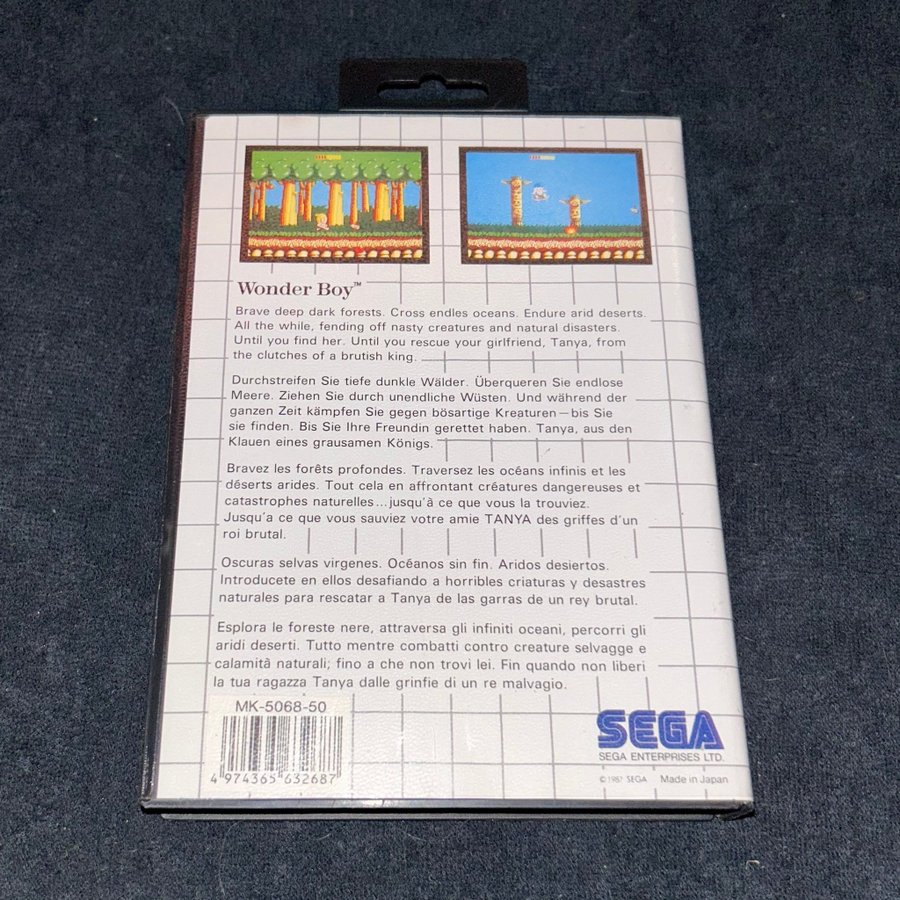 Wonder Boy™
Brave deep dark forests. Cross endles oceans. Endure arid deserts.
All the while, fending off nasty creatures and natural disasters.
Until you find her. Until you rescue your girlfriend, Tanya, from
the clutches of a brutish king.
Durchstreifen Sie tiefe dunkle Wälder. Überqueren Sie endlose
Meere. Ziehen Sie durch unendliche Wüsten. Und während der
ganzen Zeit kämpfen Sie gegen bösartige Kreaturen—bis Sie
sie finden. Bis Sie Ihre Freundin gerettet haben. Tanya, aus den
Klauen eines grausamen Königs.
Bravez les forêts profondes. Traversez les océans infinis et les
déserts arides. Tout cela en affrontant créatures dangereuses et
catastrophes naturelles...jusqu'à ce que vous la trouviez.
Jusqu'a ce que vous sauviez votre amie TANYA des griffes d'un
roi brutal.
Oscuras selvas virgenes. Océanos sin fin. Aridos desiertos.
Introducete en ellos desafiando a horribles criaturas y desastres
naturales para rescatar a Tanya de las garras de un rey brutal.
Esplora le foreste nere, attraversa gli infiniti oceani, percorri gli
aridi deserti. Tutto mentre combatti contro creature selvagge e
calamità naturali; fino a che non trovi lei. Fin quando non liberi
la tua ragazza Tanya dalle grinfie di un re malvagio.
MK-5068-50
4 974365 632687
SEGA
SEGA ENTERPRISES LTD.
©1987 SEGA Made in Japan